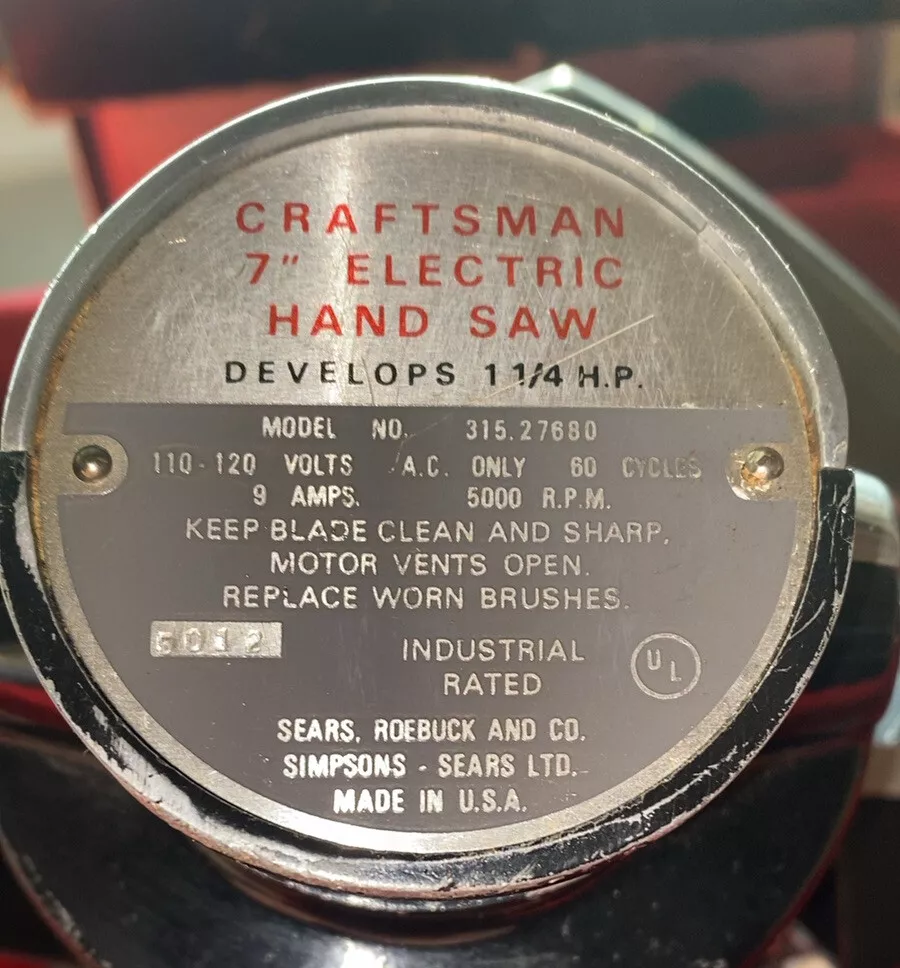 CRAFTSMAN
7" ELECTRIC
HAND SAW
DEVELOPS 1 1/4 H.P.
MODEL NO. 315.27680
110-120 VOLTS A.C. ONLY 60 CYCLES
9 AMPS. 5000 R.P.M.
KEEP BLADE CLEAN AND SHARP,
MOTOR VENTS OPEN.
REPLACE WORN BRUSHES.
INDUSTRIAL
RATED
UL
SEARS, ROEBUCK AND CO.
SIMPSONS - SEARS LTD.
MADE IN U.S.A.